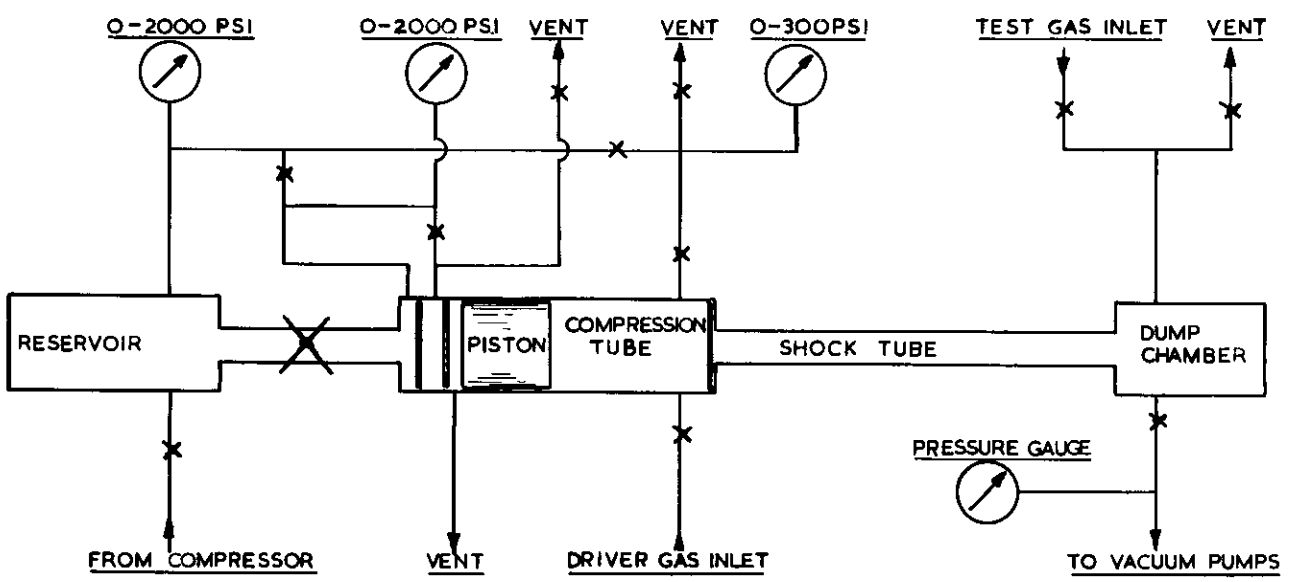 0-2000 PSI
0-2000 PSI
VENT
VENT
0-300PSI
TEST GAS INLET
VENT
RESERVOIR
PISTON
COMPRESSION
TUBE
SHOCK TUBE
DUMP
CHAMBER
PRESSURE GAUGE
FROM COMPRESSOR
VENT
DRIVER GAS INLET
TO VACUUM PUMPS